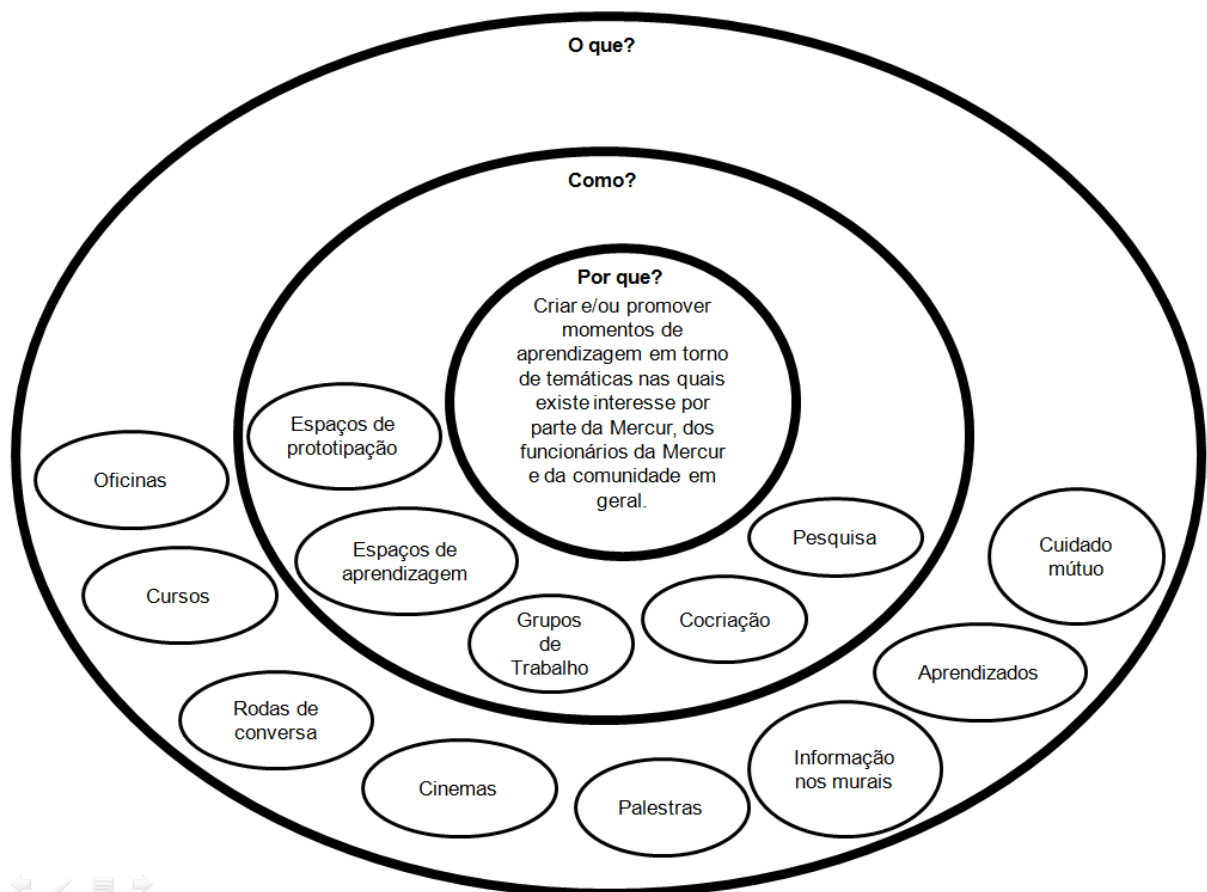 O que?
Como?
Por que?
Criar e/ou promover
momentos de
aprendizagem em torno
de temáticas nas quais
existe interesse por
parte da Mercur, dos
funcionários da Mercur
e da comunidade em
geral.
Espaços de
prototipação
Espaços de
aprendizagem
Grupos
de
Trabalho
Cocriação
Pesquisa
Oficinas
Cursos
Rodas de
conversa
Cinemas
Palestras
Informação
nos murais
Aprendizados
Cuidado
mútuo